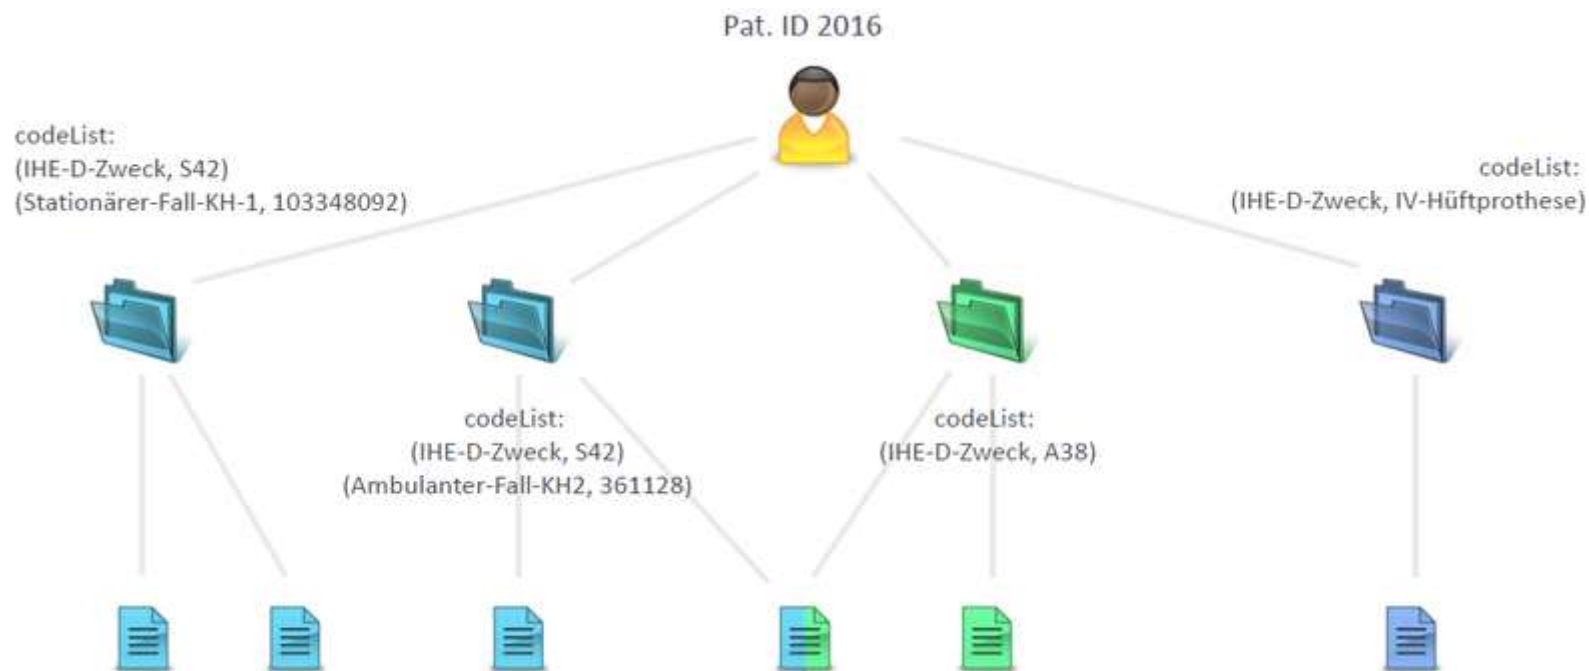 Pat. ID 2016
codeList:
(IHE-D-Zweck, S42)
(Stationärer-Fall-KH-1, 103348092)
codeList:
(IHE-D-Zweck, IV-Hüftprothese)
codeList:
(IHE-D-Zweck, S42)
(Ambulanter-Fall-KH2, 361128)
codeList:
(IHE-D-Zweck, A38)